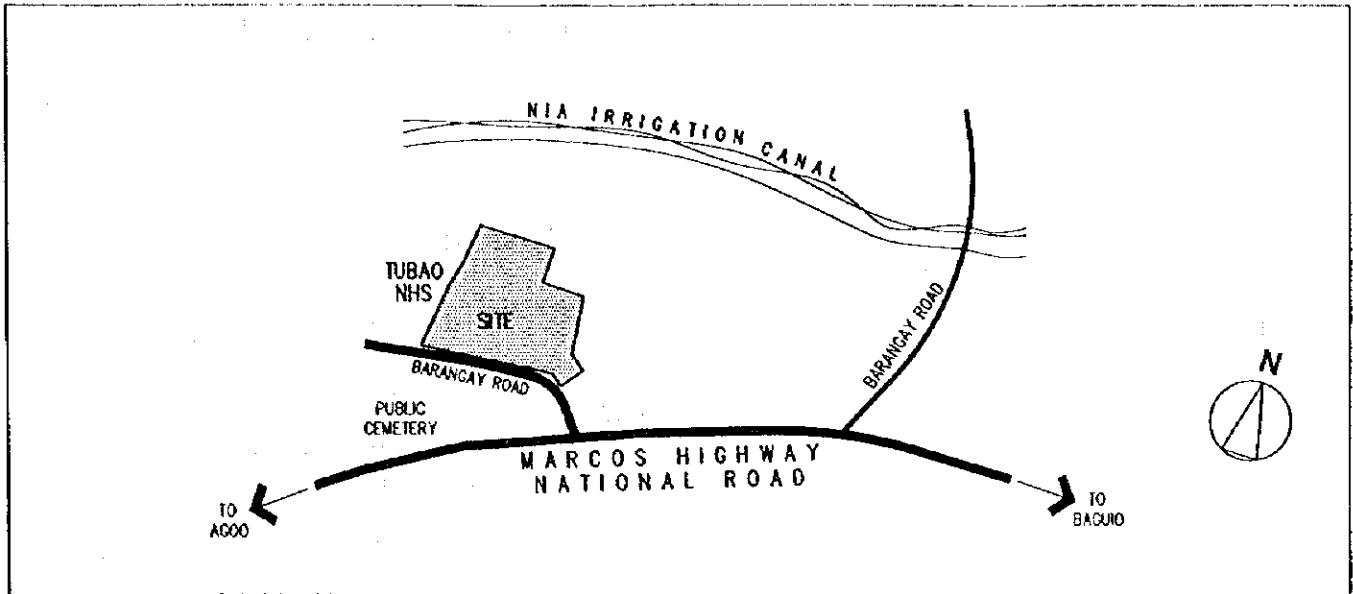 NIA IRRIGATION CANAL
TUBAO
NHS
SITE
BARANGAY ROAD
BARANGAY ROAD
PUBLIC
CEMETERY
N
MARCOS HIGHWAY
NATIONAL ROAD
TO
AGOO
TO
BAGUIO